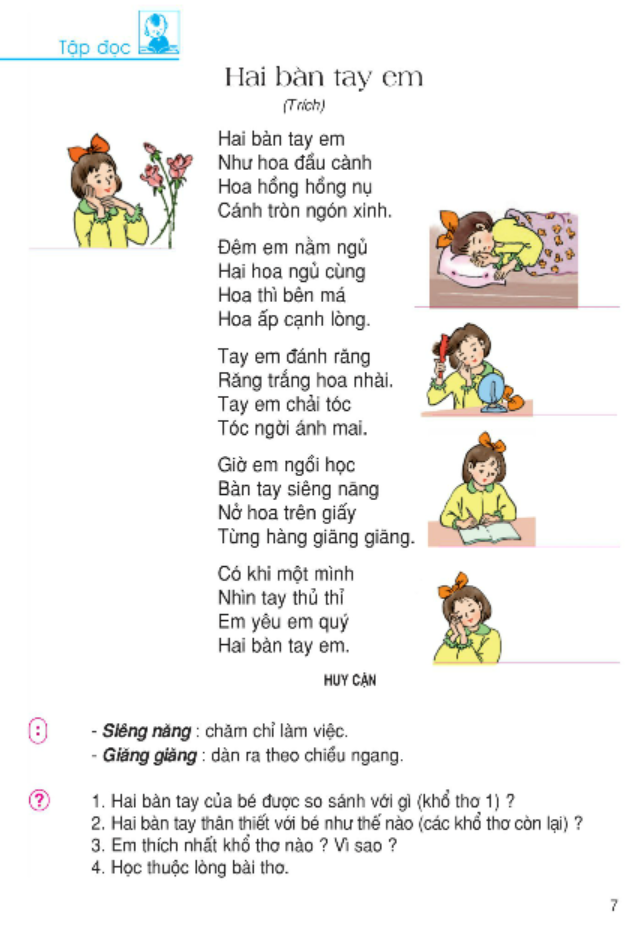 Tập đọc
Hai bàn tay em
(Trích)
Hai bàn tay em
Như hoa đầu cành
Hoa hồng hồng nụ
Cánh tròn ngón xinh.
Đêm em nằm ngủ
Hai hoa ngủ cùng
Hoa thì bên má
Hoa ấp cạnh lòng.
Tay em đánh răng
Răng trắng hoa nhài.
Tay em chải tóc
Tóc ngời ánh mai.
Giờ em ngồi học
Bàn tay siêng năng
Nở hoa trên giấy
Từng hàng giăng giăng.
Có khi một mình
Nhìn tay thủ thỉ
Em yêu em quý
Hai bàn tay em.
HUY CẬN
: - Siêng năng : chăm chỉ làm việc.
- Giăng giăng : dàn ra theo chiều ngang.
? 1. Hai bàn tay của bé được so sánh với gì (khổ thơ 1) ?
2. Hai bàn tay thân thiết với bé như thế nào (các khổ thơ còn lại) ?
3. Em thích nhất khổ thơ nào ? Vì sao ?
4. Học thuộc lòng bài thơ.
7